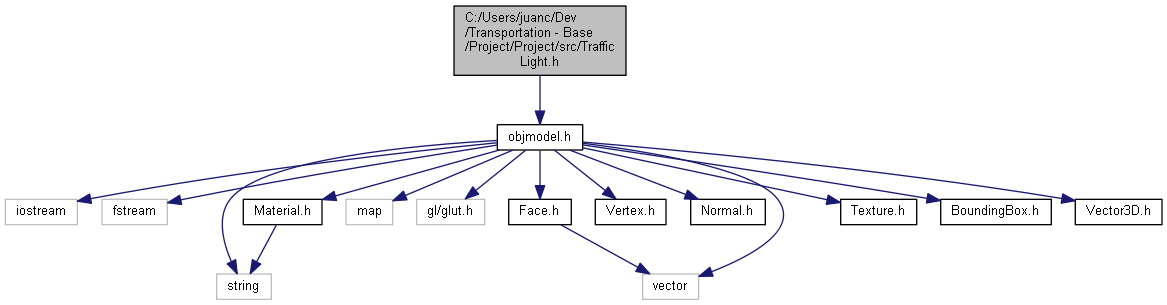 C:/Users/juanc/Dev
/Transportation - Base
/Project/Project/src/Traffic
Light.h
objmodel.h
iostream
fstream
Material.h
map
gl/glut.h
Face.h
Vertex.h
Normal.h
Texture.h
BoundingBox.h
Vector3D.h
string
vector